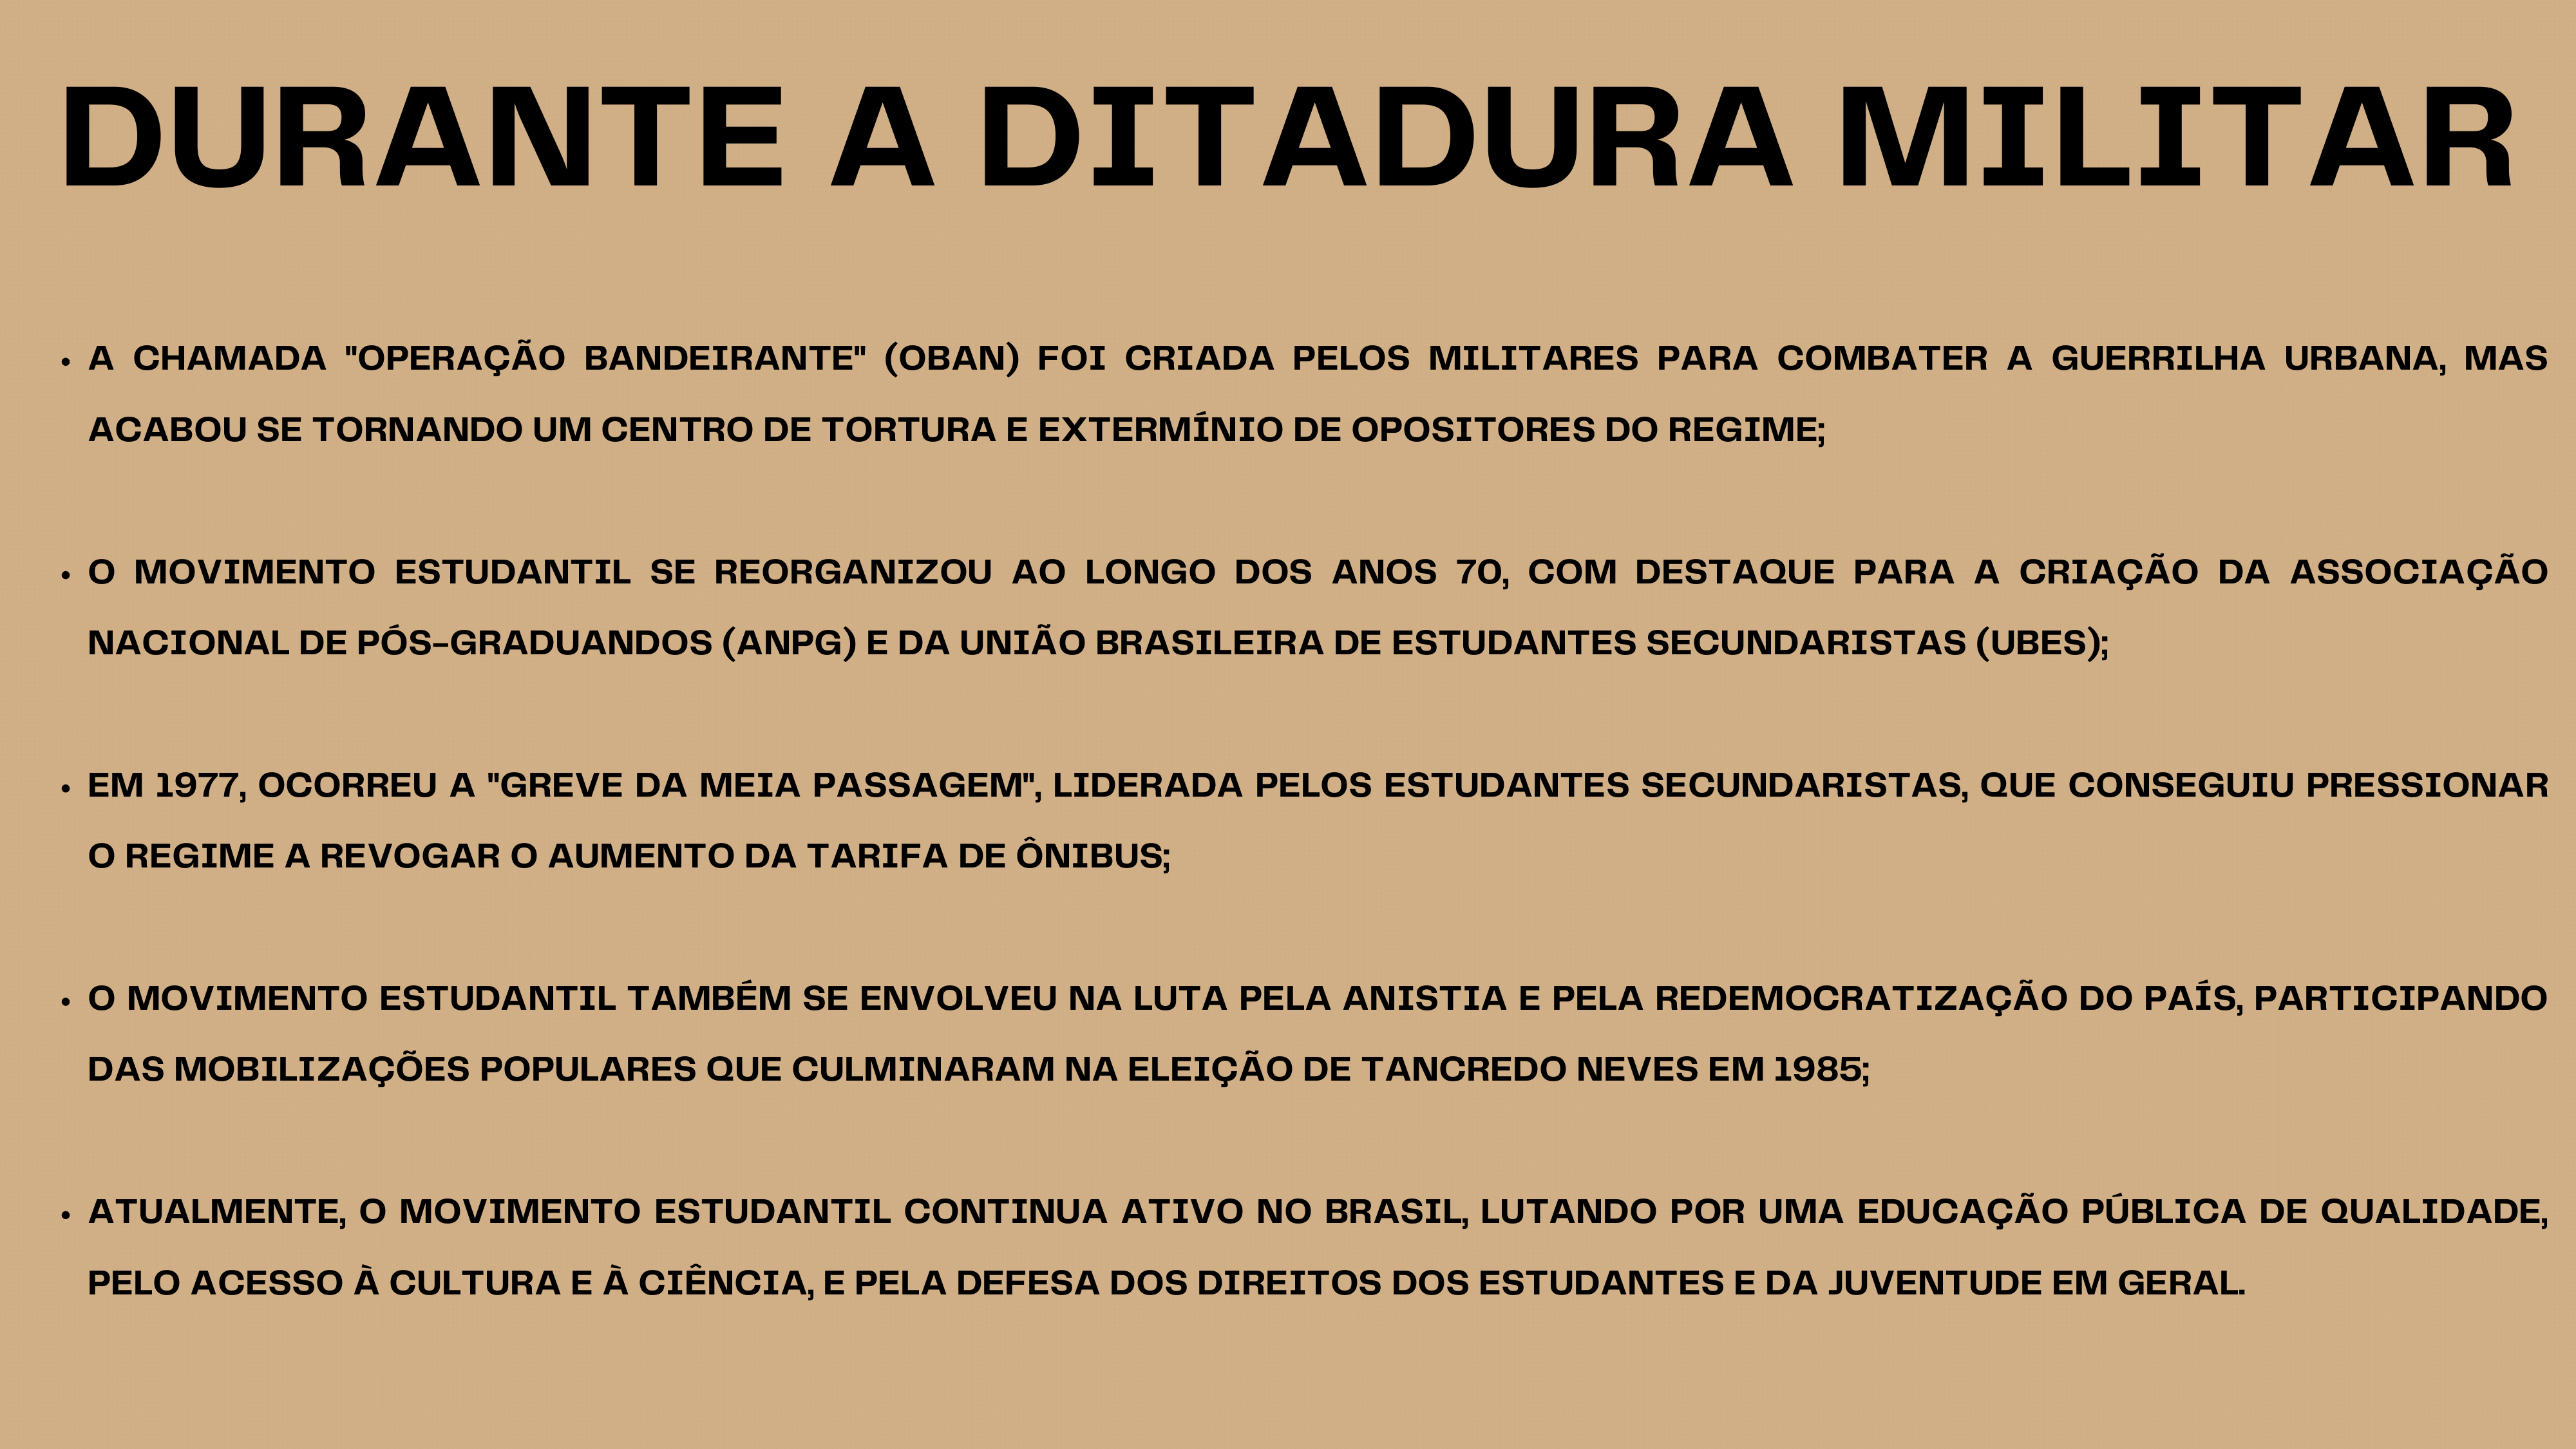 DURANTE A DITADURA MILITAR
• A CHAMADA "OPERAÇÃO BANDEIRANTE" (OBAN) FOI CRIADA PELOS MILITARES PARA COMBATER A GUERRILHA URBANA, MAS
ACABOU SE TORNANDO UM CENTRO DE TORTURA E EXTERMÍNIO DE OPOSITORES DO REGIME;
• O MOVIMENTO ESTUDANTIL SE REORGANIZOU AO LONGO DOS ANOS 70, COM DESTAQUE PARA A CRIAÇÃO DA ASSOCIAÇÃO
NACIONAL DE PÓS-GRADUANDOS (ANPG) E DA UNIÃO BRASILEIRA DE ESTUDANTES SECUNDARISTAS (UBES);
• EM 1977, OCORREU A "GREVE DA MEIA PASSAGEM", LIDERADA PELOS ESTUDANTES SECUNDARISTAS, QUE CONSEGUIU PRESSIONAR
O REGIME A REVOGAR O AUMENTO DA TARIFA DE ÔNIBUS;
• O MOVIMENTO ESTUDANTIL TAMBÉM SE ENVOLVEU NA LUTA PELA ANISTIA E PELA REDEMOCRATIZAÇÃO DO PAÍS, PARTICIPANDO
DAS MOBILIZAÇÕES POPULARES QUE CULMINARAM NA ELEIÇÃO DE TANCREDO NEVES EM 1985;
• ATUALMENTE, O MOVIMENTO ESTUDANTIL CONTINUA ATIVO NO BRASIL, LUTANDO POR UMA EDUCAÇÃO PÚBLICA DE QUALIDADE,
PELO ACESSO À CULTURA E À CIÊNCIA, E PELA DEFESA DOS DIREITOS DOS ESTUDANTES E DA JUVENTUDE EM GERAL.